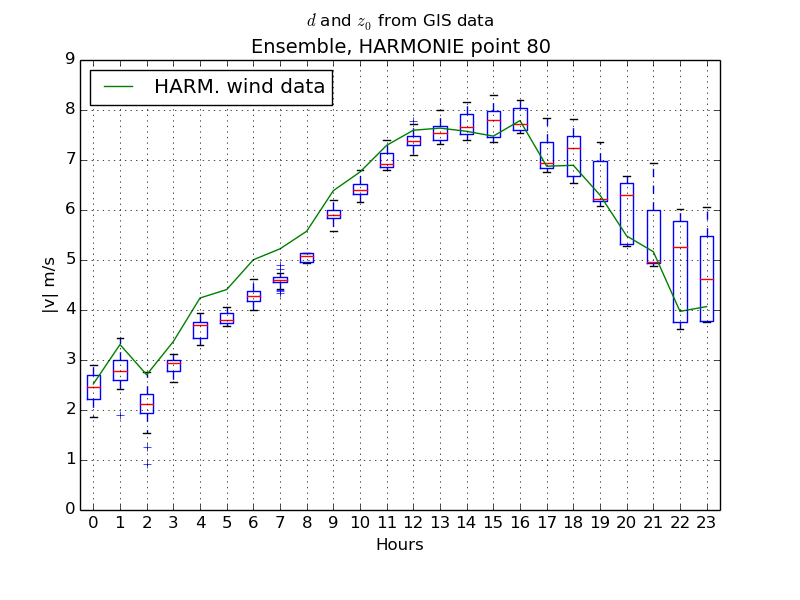 d and z₀ from GIS data
Ensemble, HARMONIE point 80
HARM. wind data
9
8
7
6
5
4
3
2
1
0
|v| m/s
0 1 2 3 4 5 6 7 8 9 10 11 12 13 14 15 16 17 18 19 20 21 22 23
Hours